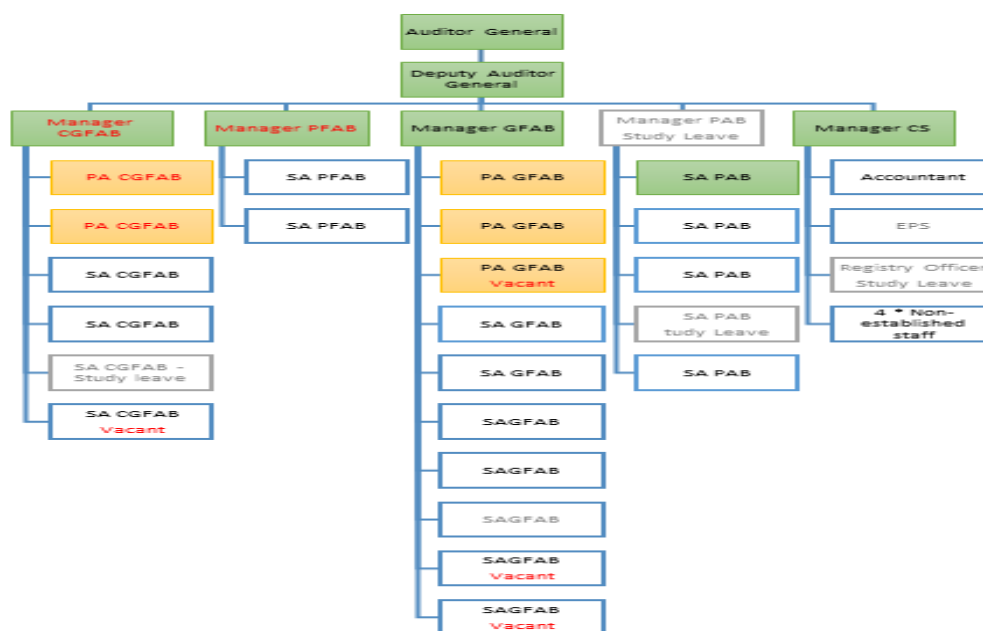 Auditor General
Deputy Auditor
General
Manager
CGFAB
Manager PFAB
Manager GFAB
Manager PAB
Study Leave
Manager CS
PA CGFAB
PA CGFAB
SA CGFAB
SA CGFAB
SA CGFAB -
Study leave
SA CGFAB
Vacant
SA PFAB
SA PFAB
PA GFAB
PA GFAB
PA GFAB
Vacant
SA GFAB
SA GFAB
SAGFAB
SAGFAB
SAGFAB
SAGFAB
Vacant
SAGFAB
Vacant
SA PAB
SA PAB
SA PAB
SA PAB
tudy Leave
SA PAB
Accountant
EPS
Registry Officer
Study Leave
4 * Non-
established
staff